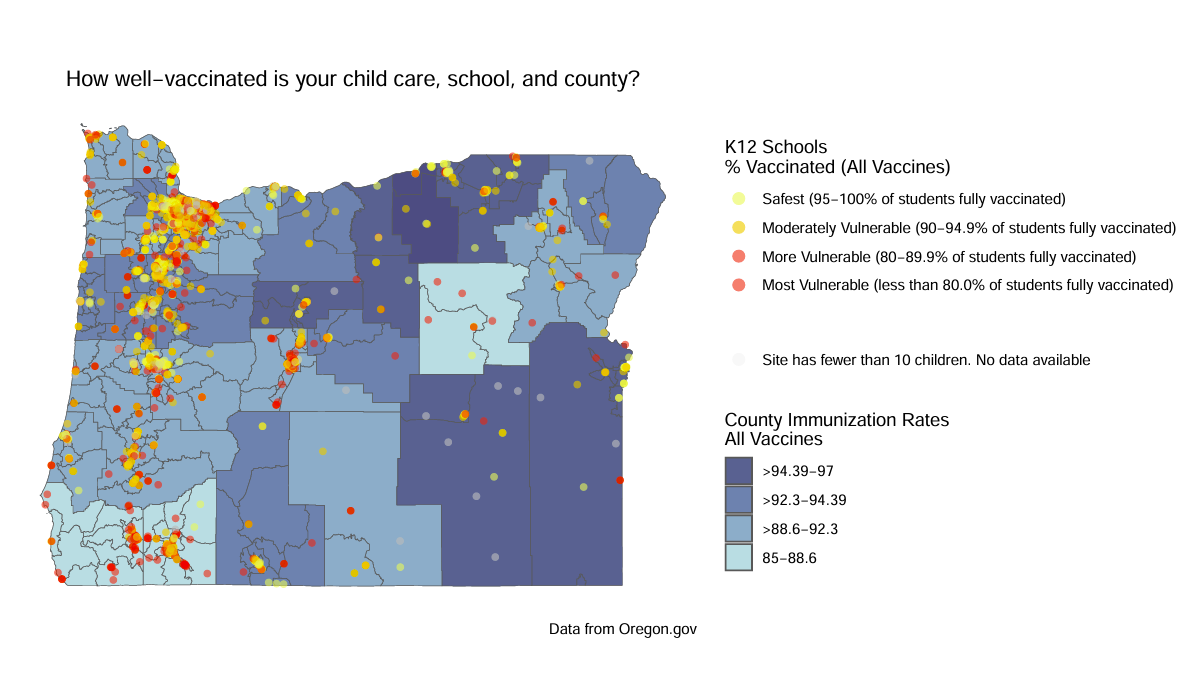 How well−vaccinated is your child care, school, and county?
K12 Schools
% Vaccinated (All Vaccines)
Safest (95−100% of students fully vaccinated)
Moderately Vulnerable (90−94.9% of students fully vaccinated)
More Vulnerable (80−89.9% of students fully vaccinated)
Most Vulnerable (less than 80.0% of students fully vaccinated)
Site has fewer than 10 children. No data available
County Immunization Rates
All Vaccines
>94.39−97
>92.3−94.39
>88.6−92.3
85−88.6
Data from Oregon.gov